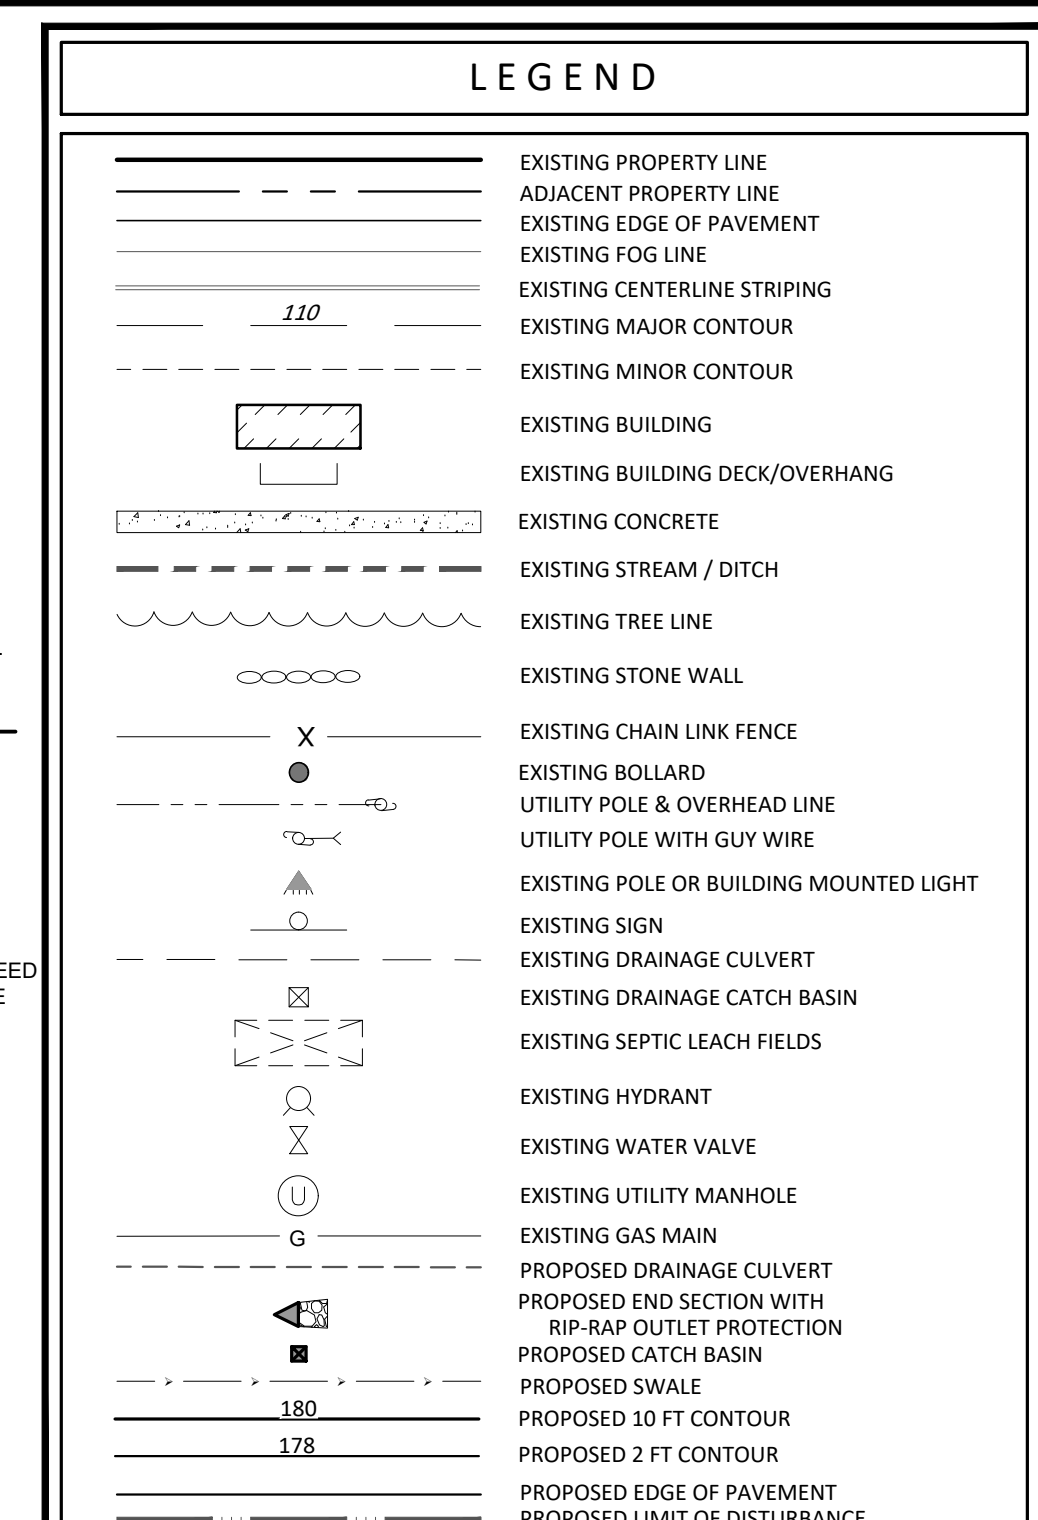 LEGEND
EXISTING PROPERTY LINE
ADJACENT PROPERTY LINE
EXISTING EDGE OF PAVEMENT
EXISTING FOG LINE
EXISTING CENTERLINE STRIPING
110
EXISTING MAJOR CONTOUR
EXISTING MINOR CONTOUR
EXISTING BUILDING
EXISTING BUILDING DECK/OVERHANG
EXISTING CONCRETE
EXISTING STREAM / DITCH
EXISTING TREE LINE
EXISTING STONE WALL
X EXISTING CHAIN LINK FENCE
EXISTING BOLLARD
UTILITY POLE & OVERHEAD LINE
UTILITY POLE WITH GUY WIRE
EXISTING POLE OR BUILDING MOUNTED LIGHT
EXISTING SIGN
EXISTING DRAINAGE CULVERT
EXISTING DRAINAGE CATCH BASIN
EXISTING SEPTIC LEACH FIELDS
EXISTING HYDRANT
EXISTING WATER VALVE
U EXISTING UTILITY MANHOLE
G EXISTING GAS MAIN
PROPOSED DRAINAGE CULVERT
PROPOSED END SECTION WITH
RIP-RAP OUTLET PROTECTION
PROPOSED CATCH BASIN
PROPOSED SWALE
180
PROPOSED 10 FT CONTOUR
178
PROPOSED 2 FT CONTOUR
PROPOSED EDGE OF PAVEMENT
PROPOSED LIMIT OF DISTURBANCE